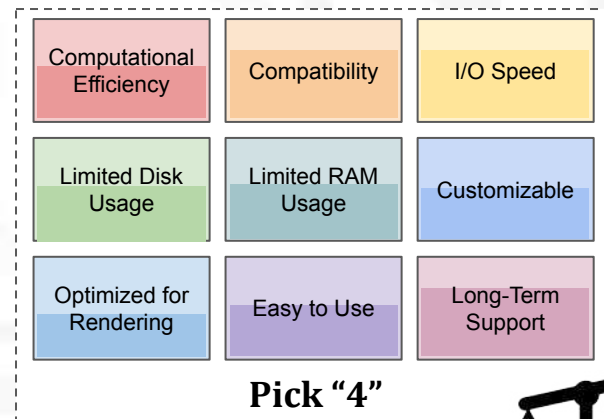 Computational
Efficiency
Compatibility
I/O Speed
Limited Disk
Usage
Limited RAM
Usage
Customizable
Optimized for
Rendering
Easy to Use
Long-Term
Support
Pick “4”